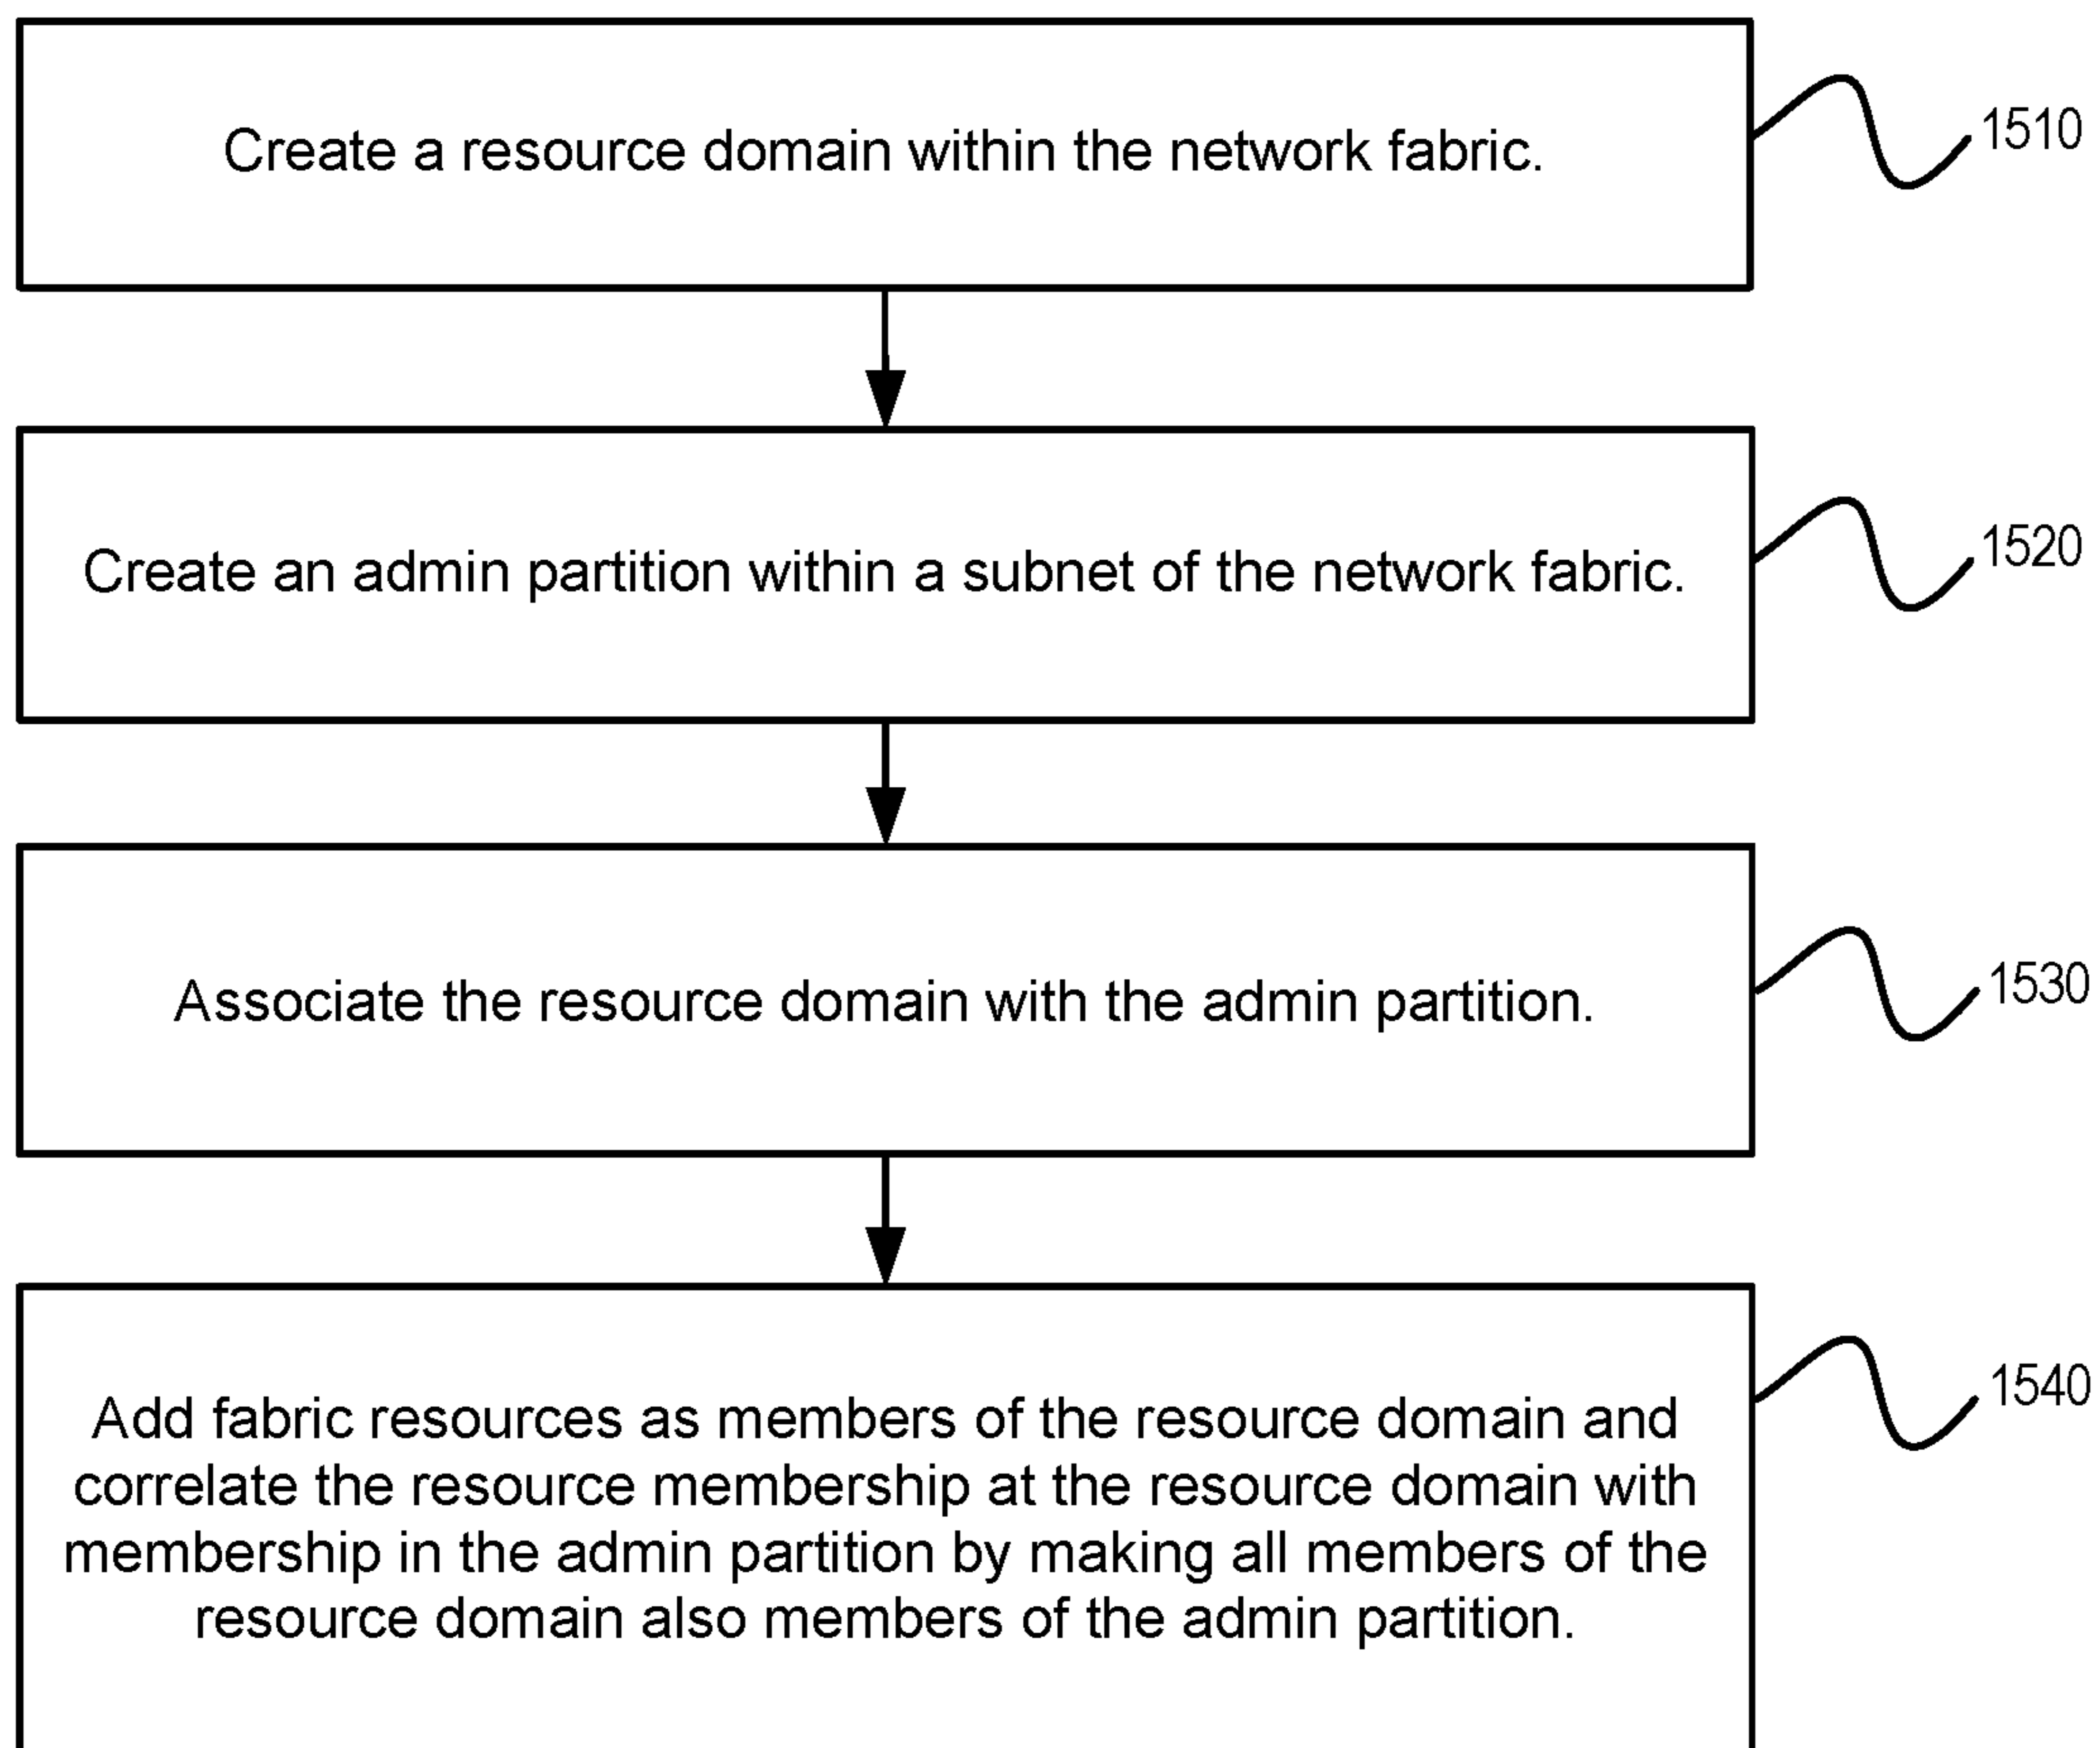 Create a resource domain within the network fabric.
1510
Create an admin partition within a subnet of the network fabric.
1520
Associate the resource domain with the admin partition.
1530
Add fabric resources as members of the resource domain and
correlate the resource membership at the resource domain with
membership in the admin partition by making all members of the
resource domain also members of the admin partition.
1540